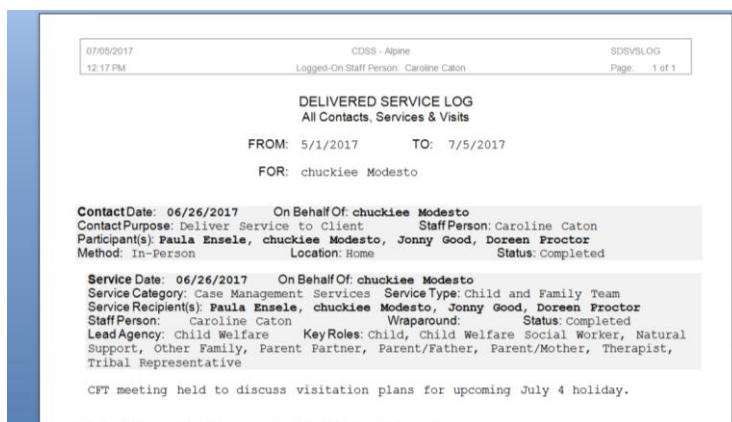 07/05/2017 CDSS - Alpine SDSVSLOG
12:17 PM Logged-On Staff Person: Caroline Caton Page: 1 of 1
DELIVERED SERVICE LOG
All Contacts, Services & Visits
FROM: 5/1/2017 TO: 7/5/2017
FOR: chuckiee Modesto
Contact Date: 06/26/2017 On Behalf Of: chuckiee Modesto
Contact Purpose: Deliver Service to Client Staff Person: Caroline Caton
Participant(s): Paula Ensele, chuckiee Modesto, Jonny Good, Doreen Proctor
Method: In-Person Location: Home Status: Completed
Service Date: 06/26/2017 On Behalf Of: chuckiee Modesto
Service Category: Case Management Services Service Type: Child and Family Team
Service Recipient(s): Paula Ensele, chuckiee Modesto, Jonny Good, Doreen Proctor
Staff Person: Caroline Caton Wraparound: Status: Completed
Lead Agency: Child Welfare Key Roles: Child, Child Welfare Social Worker, Natural
Support, Other Family, Parent Partner, Parent/Father, Parent/Mother, Therapist,
Tribal Representative
CFT meeting held to discuss visitation plans for upcoming July 4 holiday.